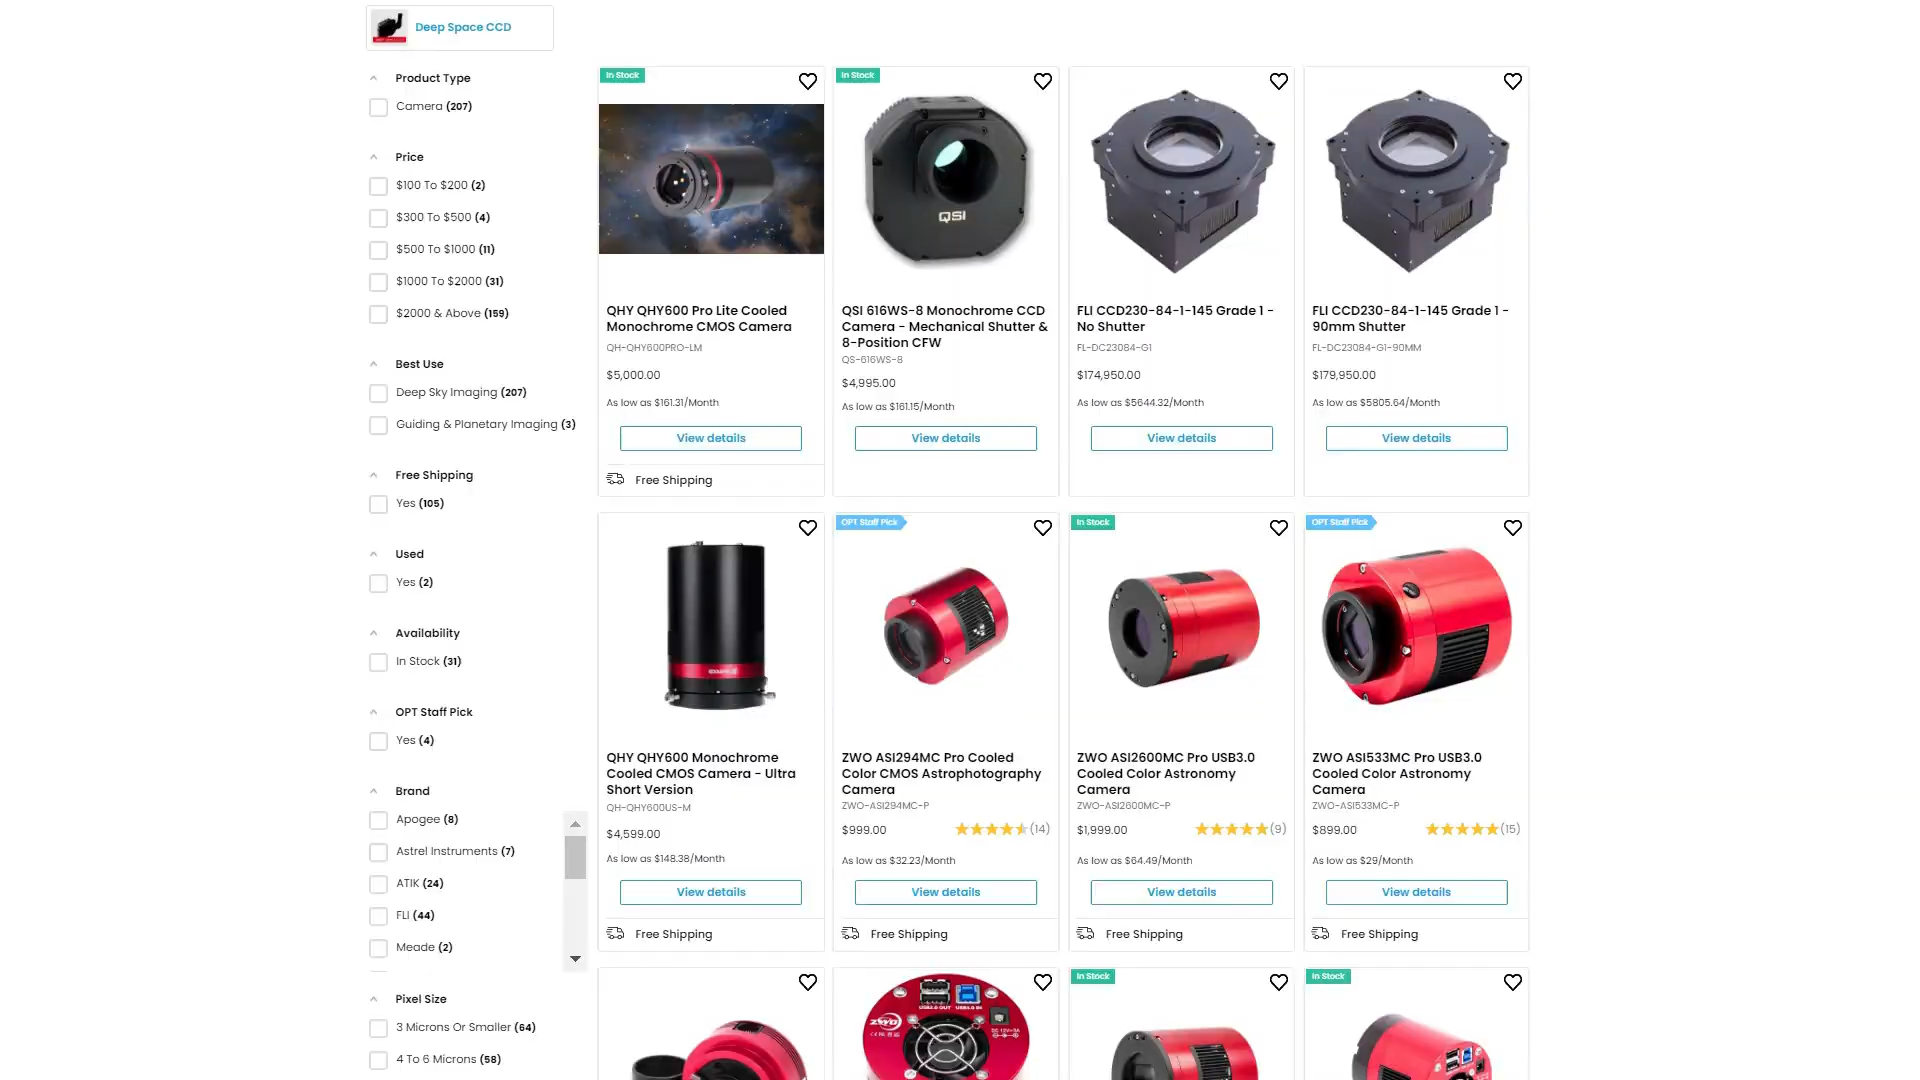 Deep Space CCD
Product Type
Camera (207)
Price
$100 To $200 (2)
$300 To $500 (4)
$500 To $1000 (11)
$1000 To $2000 (31)
$2000 & Above (159)
Best Use
Deep Sky Imaging (207)
Guiding & Planetary Imaging (3)
Free Shipping
Yes (105)
Used
Yes (2)
Availability
In Stock (31)
OPT Staff Pick
Yes (4)
Brand
Apogee (8)
Astrel Instruments (7)
ATIK (24)
FLI (44)
Meade (2)
Pixel Size
3 Microns Or Smaller (64)
4 To 6 Microns (58)
In Stock
QHY QHY600 Pro Lite Cooled
Monochrome CMOS Camera
QH-QHY600PRO-LM
$5,000.00
As low as $161.31/Month
View details
Free Shipping
In Stock
QSI
QSI 616WS-8 Monochrome CCD
Camera - Mechanical Shutter &
8-Position CFW
QS-616WS-8
$4,995.00
As low as $161.15/Month
View details
FLI CCD230-84-1-145 Grade 1 -
No Shutter
FL-DC23084-G1
$174,950.00
As low as $5644.32/Month
View details
FLI CCD230-84-1-145 Grade 1 -
90mm Shutter
FL-DC23084-G1-90MM
$179,950.00
As low as $5805.64/Month
View details
QHY QHY600 Monochrome
Cooled CMOS Camera - Ultra
Short Version
QH-QHY600US-M
$4,599.00
As low as $148.38/Month
View details
Free Shipping
OPT Staff Pick
ZWO ASI294MC Pro Cooled
Color CMOS Astrophotography
Camera
ZWO-ASI294MC-P
$999.00 (14)
As low as $32.23/Month
View details
Free Shipping
In Stock
ZWO ASI2600MC Pro USB3.0
Cooled Color Astronomy
Camera
ZWO-ASI2600MC-P
$1,999.00 (9)
As low as $64.49/Month
View details
Free Shipping
OPT Staff Pick
ZWO ASI533MC Pro USB3.0
Cooled Color Astronomy
Camera
ZWO-ASI533MC-P
$899.00 (15)
As low as $29/Month
View details
Free Shipping
USB2.0 OUT USB3.0 IN
ZWO
DC 12V=5A
In Stock
In Stock